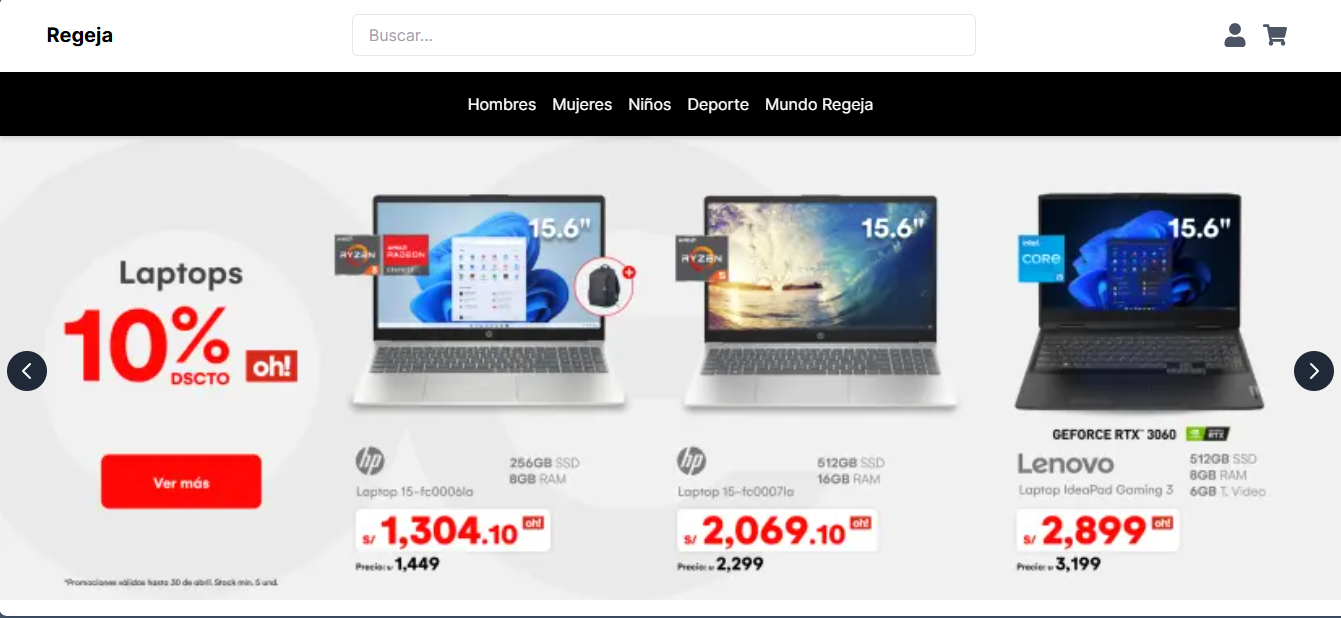 Regeja
Buscar...
Hombres Mujeres Niños Deporte Mundo Regeja
Laptops
10%
DSCTO
oh!
Ver más
*Promociones válidas hasta 30 de abril. Stock min. 5 und.
AMD
RYZEN
3
AMD
RADEON
GRAPHICS
15.6"
hp
256GB SSD
8GB RAM
Laptop 15-fc0006la
S/ 1,304.10 oh!
Precio: S/ 1,449
AMD
RYZEN
5
15.6"
hp
512GB SSD
16GB RAM
Laptop 15-fc0007la
S/ 2,069.10 oh!
Precio: S/ 2,299
intel.
CORE
i5
15.6"
GEFORCE RTX™ 3060
RTX
Lenovo
Laptop IdeaPad Gaming 3
512GB SSD
8GB RAM
6GB T. Video
S/ 2,899 oh!
Precio: S/ 3,199